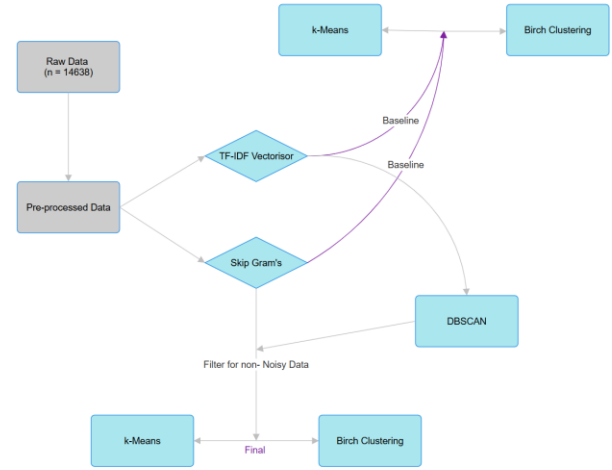 k-Means
Birch Clustering
Raw Data
(n = 14638)
Baseline
TF-IDF Vectorisor
Baseline
Pre-processed Data
Skip Gram's
DBSCAN
Filter for non- Noisy Data
k-Means
Final
Birch Clustering